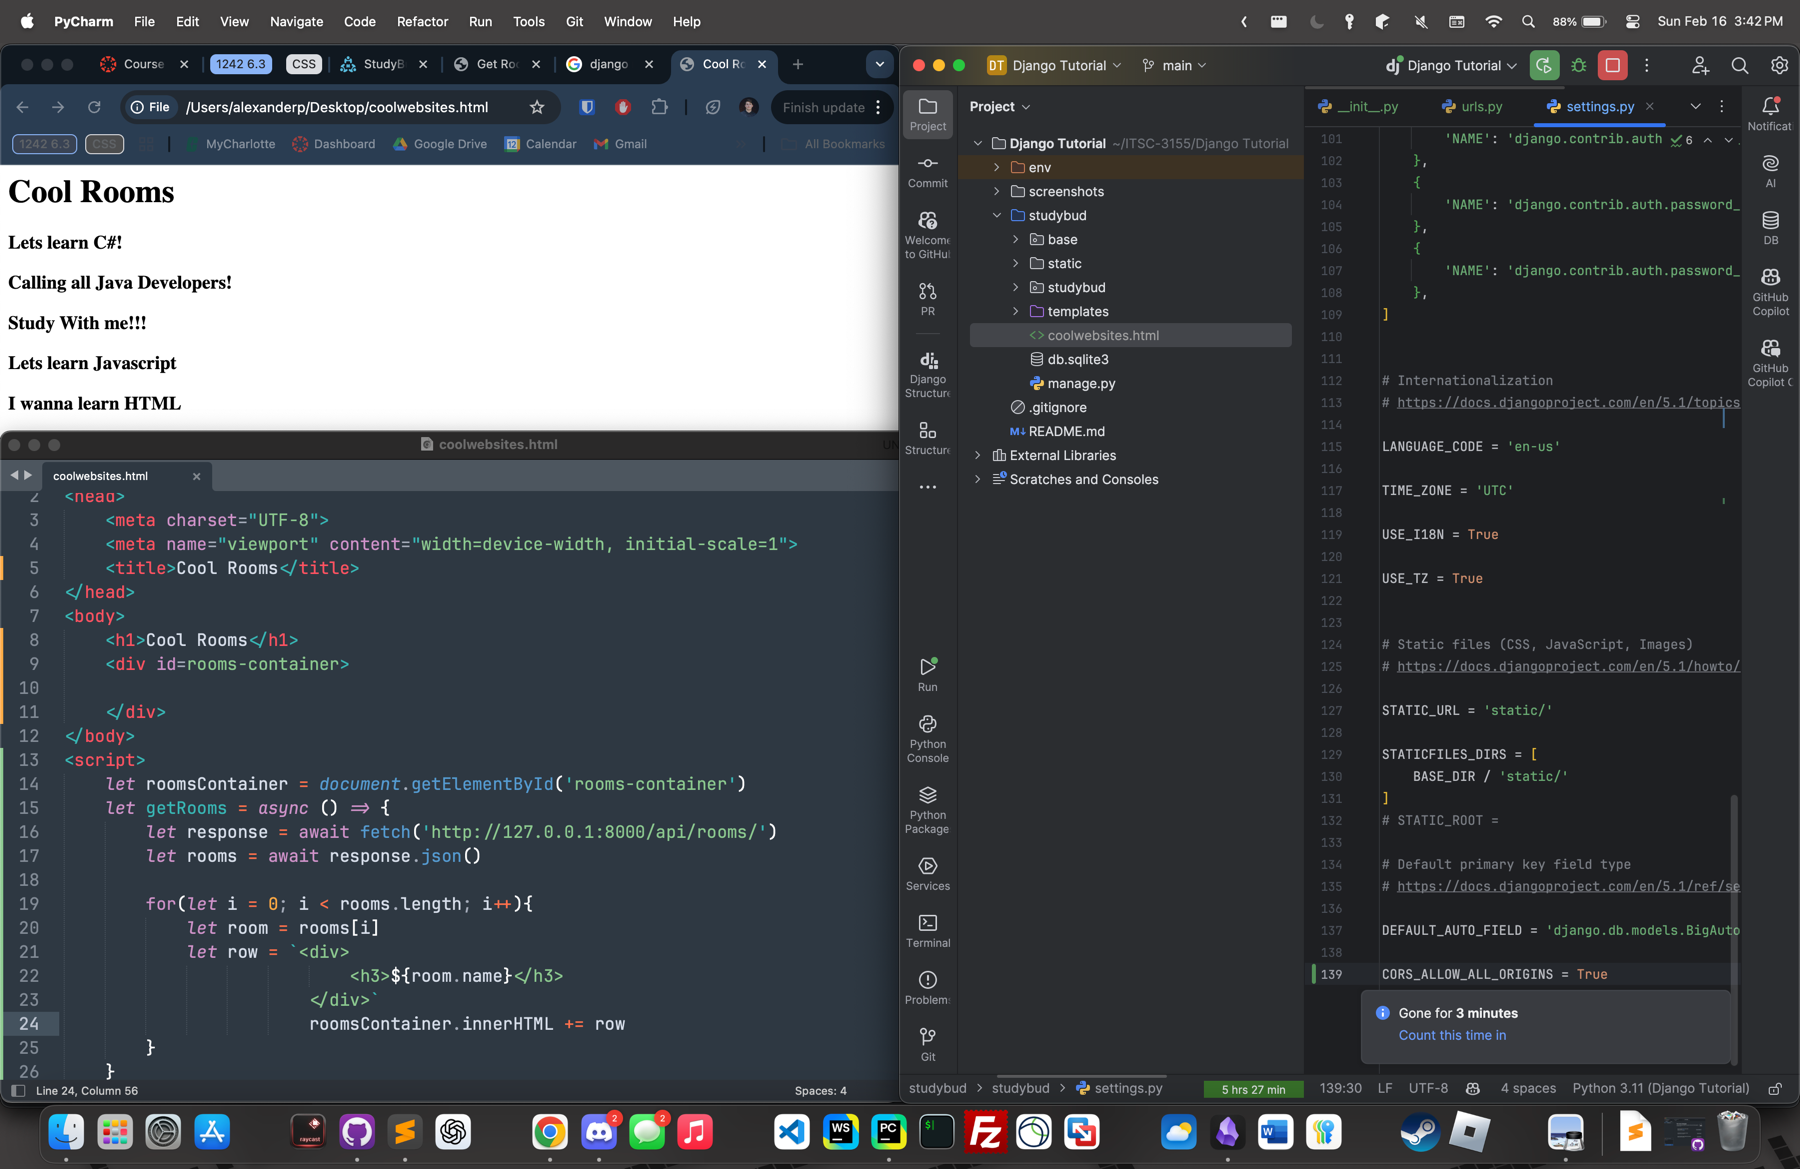 PyCharm File Edit View Navigate Code Refactor Run Tools Git Window Help
88% Sun Feb 16 3:42 PM
Course 1242 6.3 CSS StudyB Get Ro django Cool Ro
File /Users/alexanderp/Desktop/coolwebsites.html Finish update
1242 6.3 CSS MyCharlotte Dashboard Google Drive Calendar Gmail All Bookmarks
Cool Rooms
Lets learn C#!
Calling all Java Developers!
Study With me!!!
Lets learn Javascript
I wanna learn HTML
coolwebsites.html
coolwebsites.html
2 <head>
3 <meta charset="UTF-8">
4 <meta name="viewport" content="width=device-width, initial-scale=1">
5 <title>Cool Rooms</title>
6 </head>
7 <body>
8 <h1>Cool Rooms</h1>
9 <div id=rooms-container>
10
11 </div>
12 </body>
13 <script>
14 let roomsContainer = document.getElementById('rooms-container')
15 let getRooms = async () => {
16 let response = await fetch('http://127.0.0.1:8000/api/rooms/')
17 let rooms = await response.json()
18
19 for(let i = 0; i < rooms.length; i++){
20 let room = rooms[i]
21 let row = `<div>
22 <h3>${room.name}</h3>
23 </div>`
24 roomsContainer.innerHTML += row
25 }
26 }
Line 24, Column 56 Spaces: 4
DT Django Tutorial main dj Django Tutorial
Project
Commit
Welcome
to GitHu
PR
Django
Structure
Structure
Run
Python
Console
Python
Package
Services
Terminal
Problem
Git
Project
Django Tutorial ~/ITSC-3155/Django Tutorial
env
screenshots
studybud
base
static
studybud
templates
coolwebsites.html
db.sqlite3
manage.py
.gitignore
README.md
External Libraries
Scratches and Consoles
__init__.py urls.py settings.py
101 'NAME': 'django.contrib.auth 6
102 },
103 {
104 'NAME': 'django.contrib.auth.password_
105 },
106 {
107 'NAME': 'django.contrib.auth.password_
108 },
109 ]
110
111
112 # Internationalization
113 # https://docs.djangoproject.com/en/5.1/topics
114
115 LANGUAGE_CODE = 'en-us'
116
117 TIME_ZONE = 'UTC'
118
119 USE_I18N = True
120
121 USE_TZ = True
122
123
124 # Static files (CSS, JavaScript, Images)
125 # https://docs.djangoproject.com/en/5.1/howto/
126
127 STATIC_URL = 'static/'
128
129 STATICFILES_DIRS = [
130 BASE_DIR / 'static/'
131 ]
132 # STATIC_ROOT =
133
134 # Default primary key field type
135 # https://docs.djangoproject.com/en/5.1/ref/se
136
137 DEFAULT_AUTO_FIELD = 'django.db.models.BigAuto
138
139 CORS_ALLOW_ALL_ORIGINS = True
Gone for 3 minutes
Count this time in
Notificat
AI
DB
GitHub
Copilot
GitHub
Copilot C
studybud > studybud > settings.py 5 hrs 27 min 139:30 LF UTF-8 4 spaces Python 3.11 (Django Tutorial)
raycast 2 2 WS PC $| FZ W